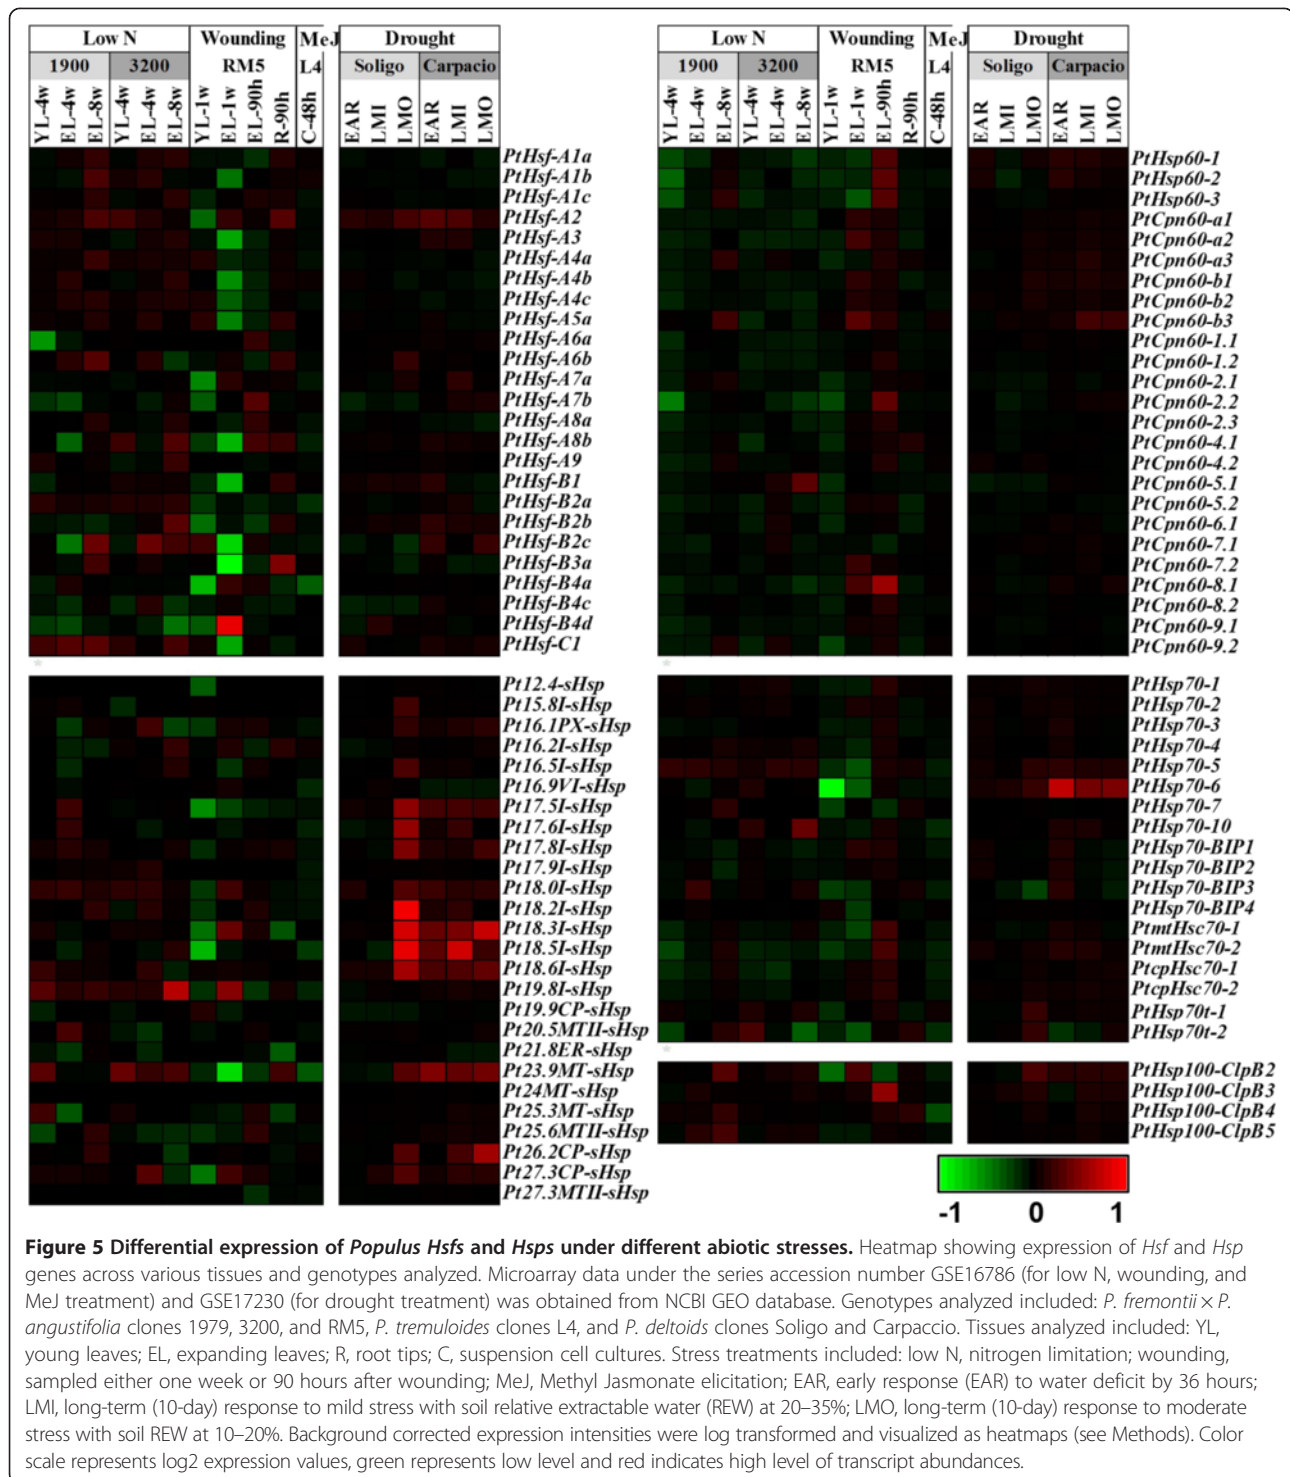 Low N Wounding MeJ Drought
1900 3200 RM5 L4 Soligo Carpacio
YL-4w EL-4w EL-8w YL-4w EL-4w EL-8w YL-1w EL-1w EL-90h R-90h C-48h EAR LMI LMO EAR LMI LMO
PtHsf-A1a
PtHsf-A1b
PtHsf-A1c
PtHsf-A2
PtHsf-A3
PtHsf-A4a
PtHsf-A4b
PtHsf-A4c
PtHsf-A5a
PtHsf-A6a
PtHsf-A6b
PtHsf-A7a
PtHsf-A7b
PtHsf-A8a
PtHsf-A8b
PtHsf-A9
PtHsf-B1
PtHsf-B2a
PtHsf-B2b
PtHsf-B2c
PtHsf-B3a
PtHsf-B4a
PtHsf-B4c
PtHsf-B4d
PtHsf-C1
*
Pt12.4-sHsp
Pt15.8I-sHsp
Pt16.1PX-sHsp
Pt16.2I-sHsp
Pt16.5I-sHsp
Pt16.9VI-sHsp
Pt17.5I-sHsp
Pt17.6I-sHsp
Pt17.8I-sHsp
Pt17.9I-sHsp
Pt18.0I-sHsp
Pt18.2I-sHsp
Pt18.3I-sHsp
Pt18.5I-sHsp
Pt18.6I-sHsp
Pt19.8I-sHsp
Pt19.9CP-sHsp
Pt20.5MTII-sHsp
Pt21.8ER-sHsp
Pt23.9MT-sHsp
Pt24MT-sHsp
Pt25.3MT-sHsp
Pt25.6MTII-sHsp
Pt26.2CP-sHsp
Pt27.3CP-sHsp
Pt27.3MTII-sHsp
Low N Wounding MeJ Drought
1900 3200 RM5 L4 Soligo Carpacio
YL-4w EL-4w EL-8w YL-4w EL-4w EL-8w YL-1w EL-1w EL-90h R-90h C-48h EAR LMI LMO EAR LMI LMO
PtHsp60-1
PtHsp60-2
PtHsp60-3
PtCpn60-a1
PtCpn60-a2
PtCpn60-a3
PtCpn60-b1
PtCpn60-b2
PtCpn60-b3
PtCpn60-1.1
PtCpn60-1.2
PtCpn60-2.1
PtCpn60-2.2
PtCpn60-2.3
PtCpn60-4.1
PtCpn60-4.2
PtCpn60-5.1
PtCpn60-5.2
PtCpn60-6.1
PtCpn60-7.1
PtCpn60-7.2
PtCpn60-8.1
PtCpn60-8.2
PtCpn60-9.1
PtCpn60-9.2
*
PtHsp70-1
PtHsp70-2
PtHsp70-3
PtHsp70-4
PtHsp70-5
PtHsp70-6
PtHsp70-7
PtHsp70-10
PtHsp70-BIP1
PtHsp70-BIP2
PtHsp70-BIP3
PtHsp70-BIP4
PtmtHsc70-1
PtmtHsc70-2
PtcpHsc70-1
PtcpHsc70-2
PtHsp70t-1
PtHsp70t-2
*
PtHsp100-ClpB2
PtHsp100-ClpB3
PtHsp100-ClpB4
PtHsp100-ClpB5
-1 0 1
Figure 5 Differential expression of Populus Hsfs and Hsps under different abiotic stresses. Heatmap showing expression of Hsf and Hsp
genes across various tissues and genotypes analyzed. Microarray data under the series accession number GSE16786 (for low N, wounding, and
MeJ treatment) and GSE17230 (for drought treatment) was obtained from NCBI GEO database. Genotypes analyzed included: P. fremontii × P.
angustifolia clones 1979, 3200, and RM5, P. tremuloides clones L4, and P. deltoids clones Soligo and Carpaccio. Tissues analyzed included: YL,
young leaves; EL, expanding leaves; R, root tips; C, suspension cell cultures. Stress treatments included: low N, nitrogen limitation; wounding,
sampled either one week or 90 hours after wounding; MeJ, Methyl Jasmonate elicitation; EAR, early response (EAR) to water deficit by 36 hours;
LMI, long-term (10-day) response to mild stress with soil relative extractable water (REW) at 20–35%; LMO, long-term (10-day) response to moderate
stress with soil REW at 10–20%. Background corrected expression intensities were log transformed and visualized as heatmaps (see Methods). Color
scale represents log2 expression values, green represents low level and red indicates high level of transcript abundances.